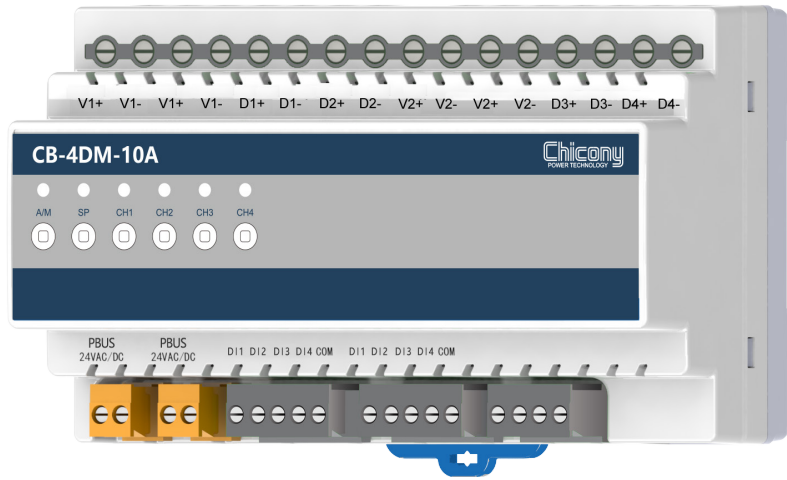 V1+ V1- V1+ V1- D1+ D1- D2+ D2- V2+ V2- V2+ V2- D3+ D3- D4+ D4-
CB-4DM-10A
Chicony
POWER TECHNOLOGY
A/M SP CH1 CH2 CH3 CH4
PBUS PBUS
24VAC/DC 24VAC/DC DI1 DI2 DI3 DI4 COM DI1 DI2 DI3 DI4 COM